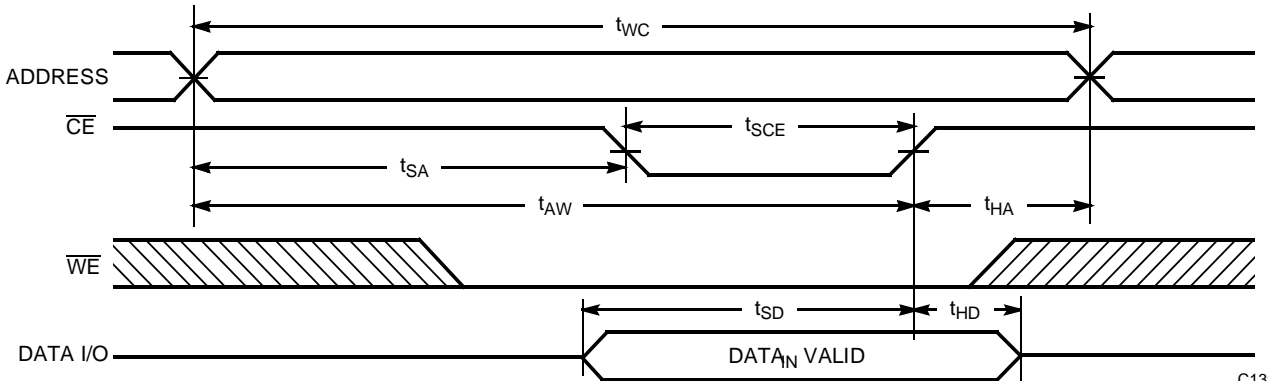 tWC
ADDRESS
CE
tSCE
tSA
tAW
tHA
WE
tSD
tHD
DATA I/O
DATAIN VALID
C13